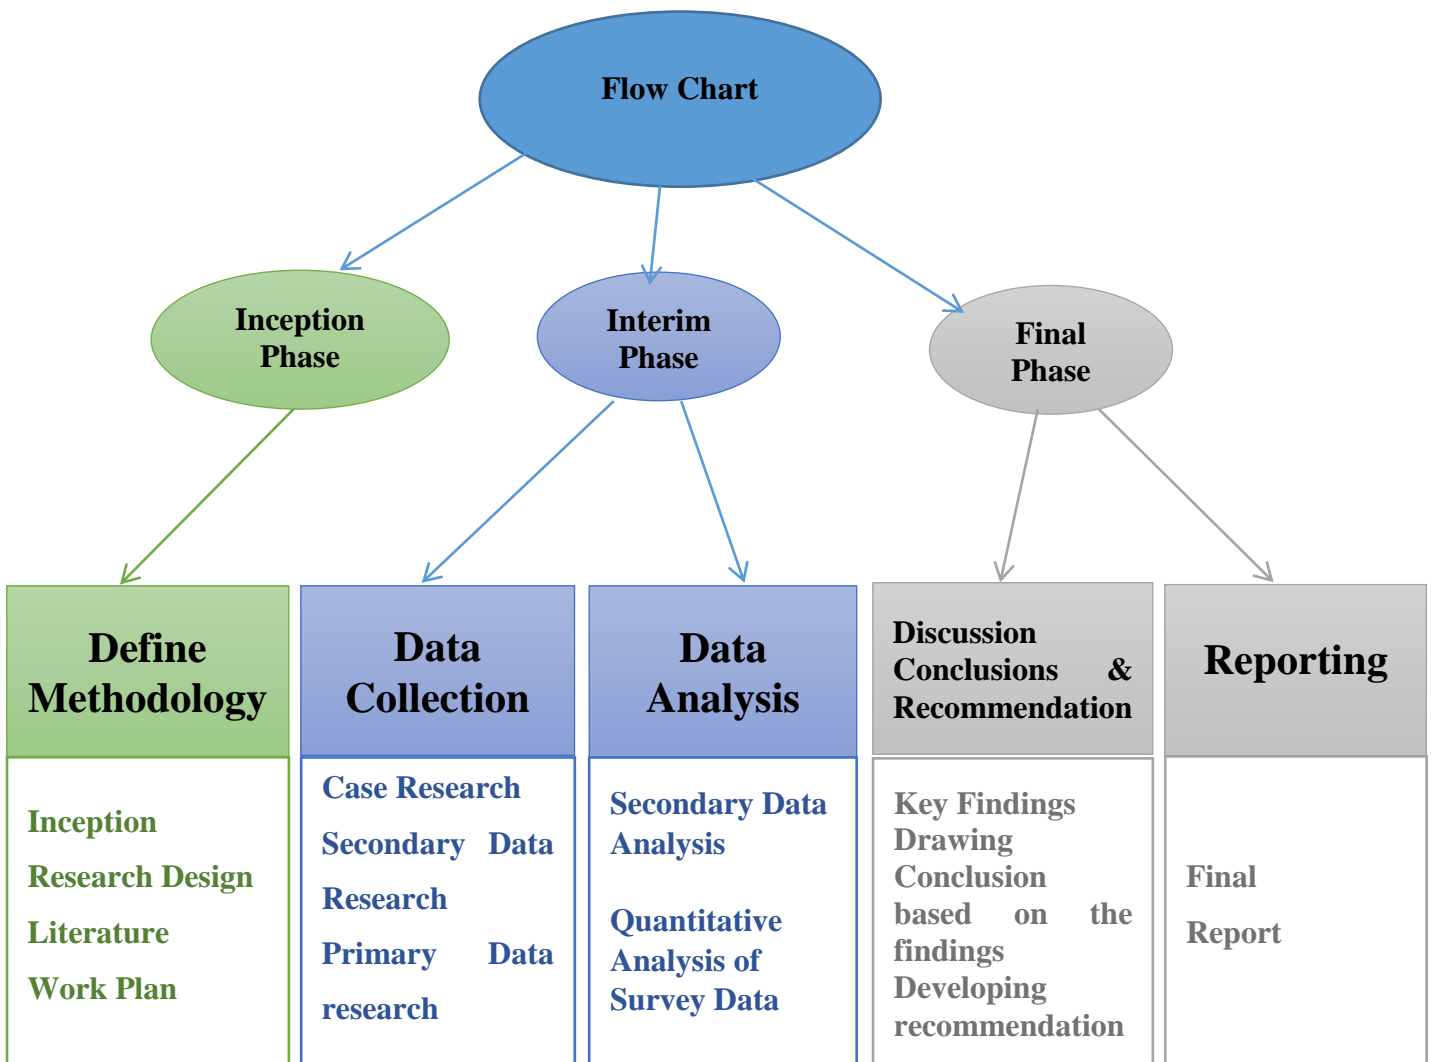 Flow Chart
Inception
Phase
Interim
Phase
Final
Phase
Define
Methodology
Data
Collection
Data
Analysis
Discussion
Conclusions &
Recommendation
Reporting
Inception
Research Design
Literature
Work Plan
Case Research
Secondary Data
Research
Primary Data
research
Secondary Data
Analysis
Quantitative
Analysis of
Survey Data
Key Findings
Drawing
Conclusion
based on the
findings
Developing
recommendation
Final
Report